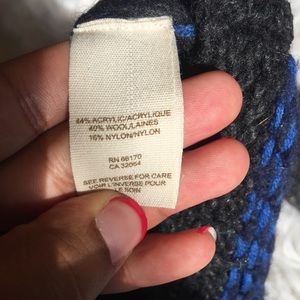 44% ACRYLIC/ACRYLIQUE
40% WOOL/LAINES
16% NYLON/NYLON
RN 66170
CA 32054
SEE REVERSE FOR CARE
VOIR L'INVERSE POUR
LE SOIN